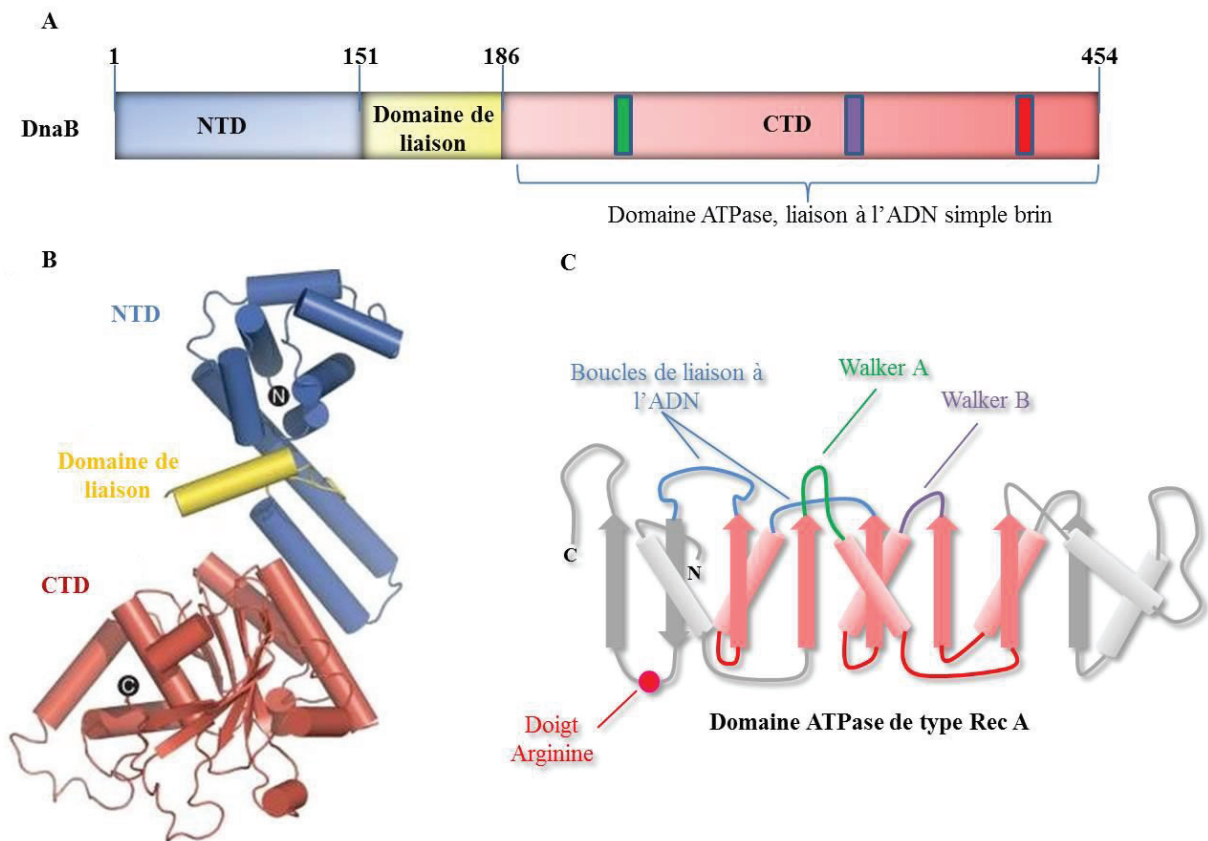 A
1 151 186 454
DnaB
NTD
Domaine de
liaison
CTD
Domaine ATPase, liaison à l’ADN simple brin
B
NTD
N
Domaine de
liaison
CTD
C
C
Boucles de liaison à
l’ADN
Walker A
Walker B
C
N
Doigt
Arginine
Domaine ATPase de type Rec A